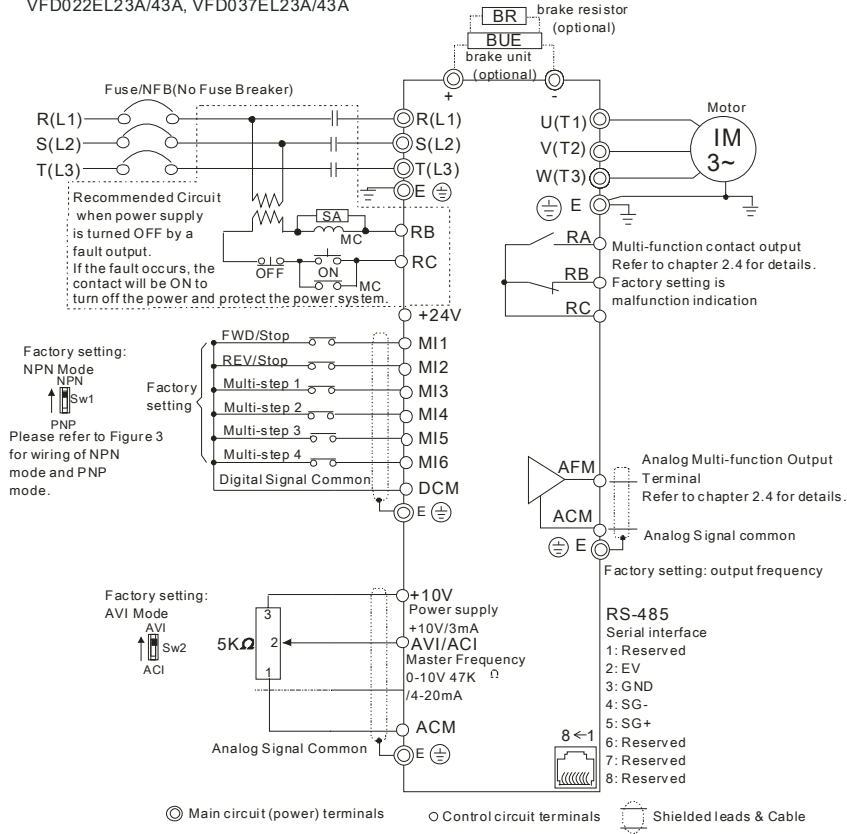 VFD022EL23A/43A, VFD037EL23A/43A
BR
brake resistor
(optional)
BUE
brake unit
(optional)
+
-
Fuse/NFB(No Fuse Breaker)
R(L1)
S(L2)
T(L3)
R(L1)
S(L2)
T(L3)
E
Recommended Circuit
when power supply
is turned OFF by a
fault output.
If the fault occurs, the
contact will be ON to
turn off the power and protect the power system.
SA
MC
OFF
ON
MC
RB
RC
U(T1)
V(T2)
W(T3)
E
Motor
IM
3~
RA
RB
RC
Multi-function contact output
Refer to chapter 2.4 for details.
Factory setting is
malfunction indication
+24V
Factory setting:
NPN Mode
NPN
Sw1
PNP
Please refer to Figure 3
for wiring of NPN
mode and PNP
mode.
Factory
setting
FWD/Stop
REV/Stop
Multi-step 1
Multi-step 2
Multi-step 3
Multi-step 4
Digital Signal Common
MI1
MI2
MI3
MI4
MI5
MI6
DCM
E
AFM
ACM
E
Analog Multi-function Output
Terminal
Refer to chapter 2.4 for details.
Analog Signal common
Factory setting: output frequency
Factory setting:
AVI Mode
AVI
Sw2
ACI
5KΩ
3
2
1
+10V
Power supply
+10V/3mA
AVI/ACI
Master Frequency
0-10V 47K Ω
/4-20mA
ACM
Analog Signal Common
E
RS-485
Serial interface
1: Reserved
2: EV
3: GND
4: SG-
5: SG+
6: Reserved
7: Reserved
8: Reserved
8←1
Main circuit (power) terminals
Control circuit terminals
Shielded leads & Cable